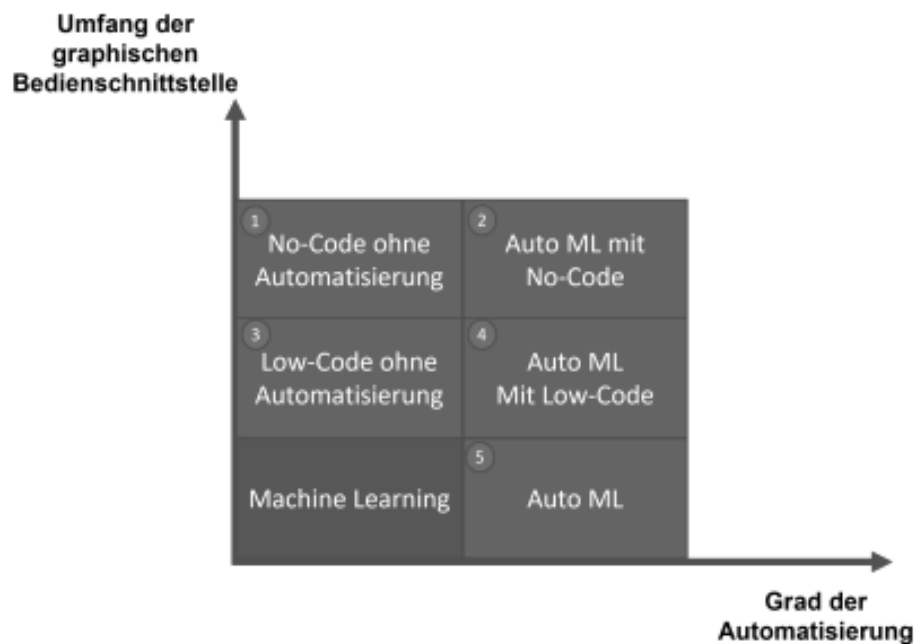 Umfang der
graphischen
Bedienschnittstelle
1
No-Code ohne
Automatisierung
2
Auto ML mit
No-Code
3
Low-Code ohne
Automatisierung
4
Auto ML
Mit Low-Code
Machine Learning
5
Auto ML
Grad der
Automatisierung